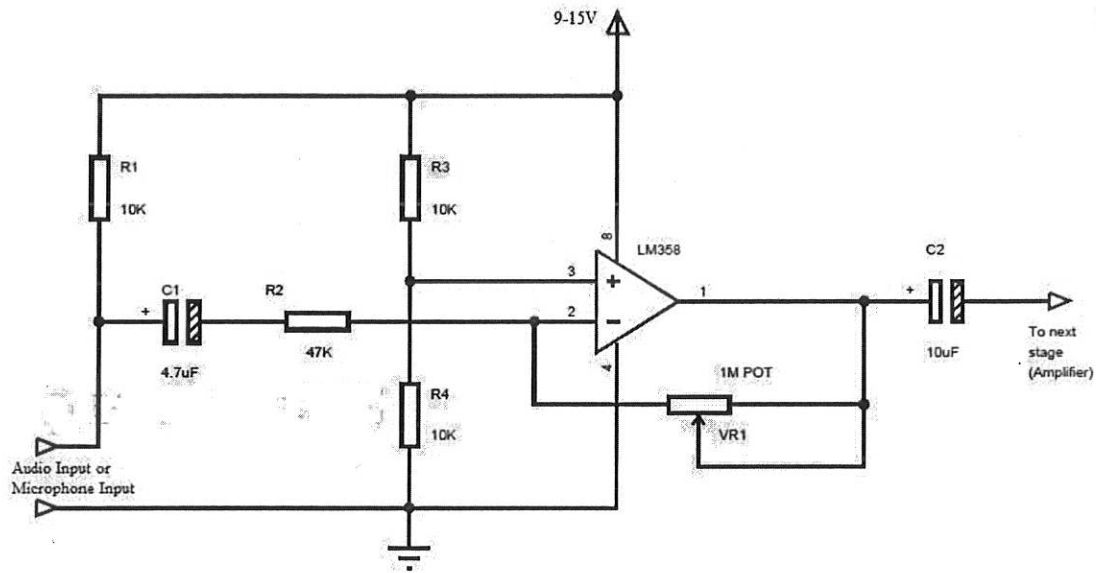 9-15V
R1
10K
R3
10K
8
LM358
C2
3
+
C1
R2
1
+
+
2
−
47K
4.7uF
4
10uF
To next
stage
(Amplifier)
1M POT
R4
10K
VR1
Audio Input or
Microphone Input